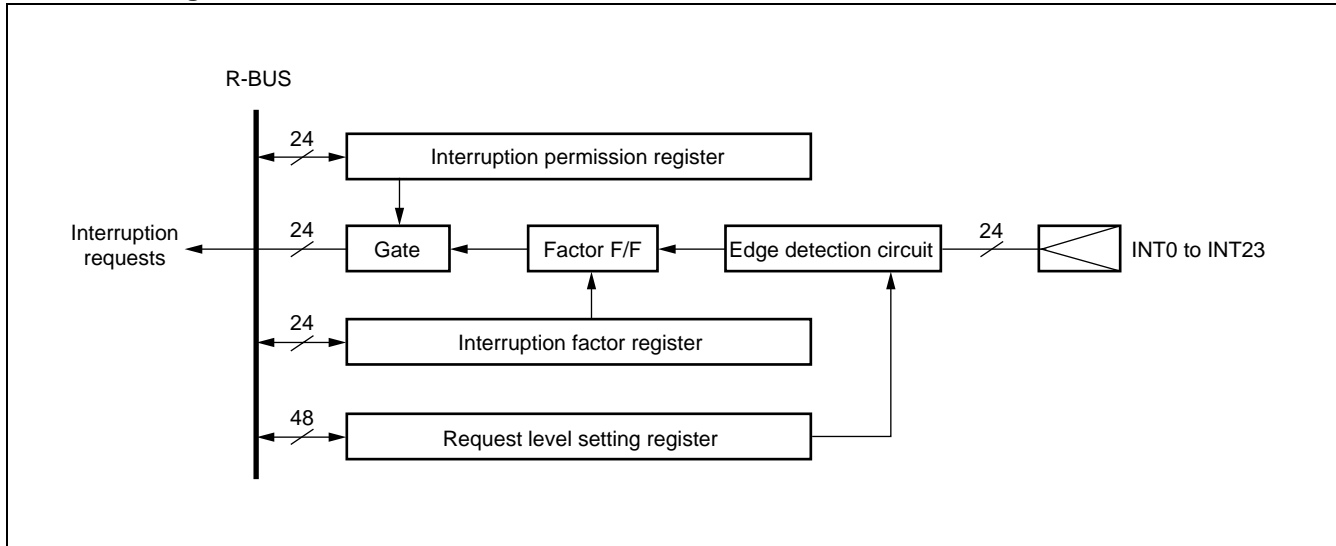 R-BUS
24
Interruption permission register
Interruption
requests
24
Gate
Factor F/F
Edge detection circuit
24
INT0 to INT23
24
Interruption factor register
48
Request level setting register